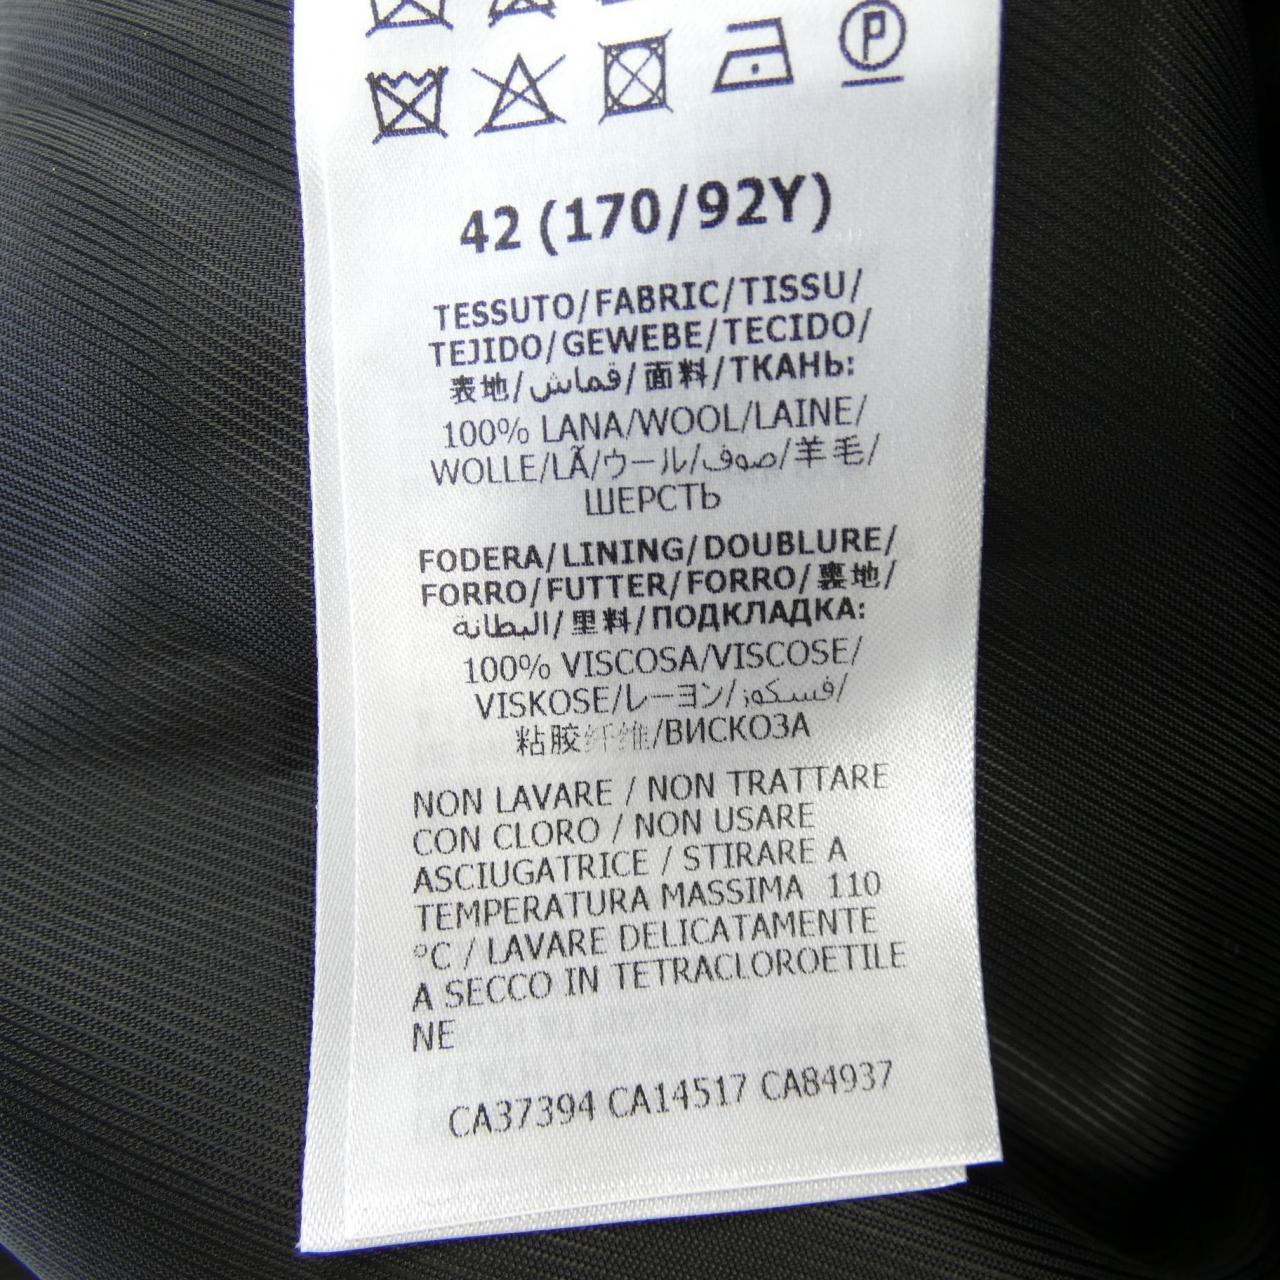 P
42 (170/92Y)
TESSUTO/FABRIC/TISSU/
TEJIDO/GEWEBE/TECIDO/
表地/قماش/面料/ТКАНЬ:
100% LANA/WOOL/LAINE/
WOLLE/LÃ/ウール/صوف/羊毛/
ШЕРСТЬ
FODERA/LINING/DOUBLURE/
FORRO/FUTTER/FORRO/裏地/
البطانة/里料/ПОДКЛАДКА:
100% VISCOSA/VISCOSE/
VISKOSE/レーヨン/فسكوز/
粘胶纤维/ВИСКОЗА
NON LAVARE / NON TRATTARE
CON CLORO / NON USARE
ASCIUGATRICE / STIRARE A
TEMPERATURA MASSIMA 110
°C / LAVARE DELICATAMENTE
A SECCO IN TETRACLOROETILE
NE
CA37394 CA14517 CA84937